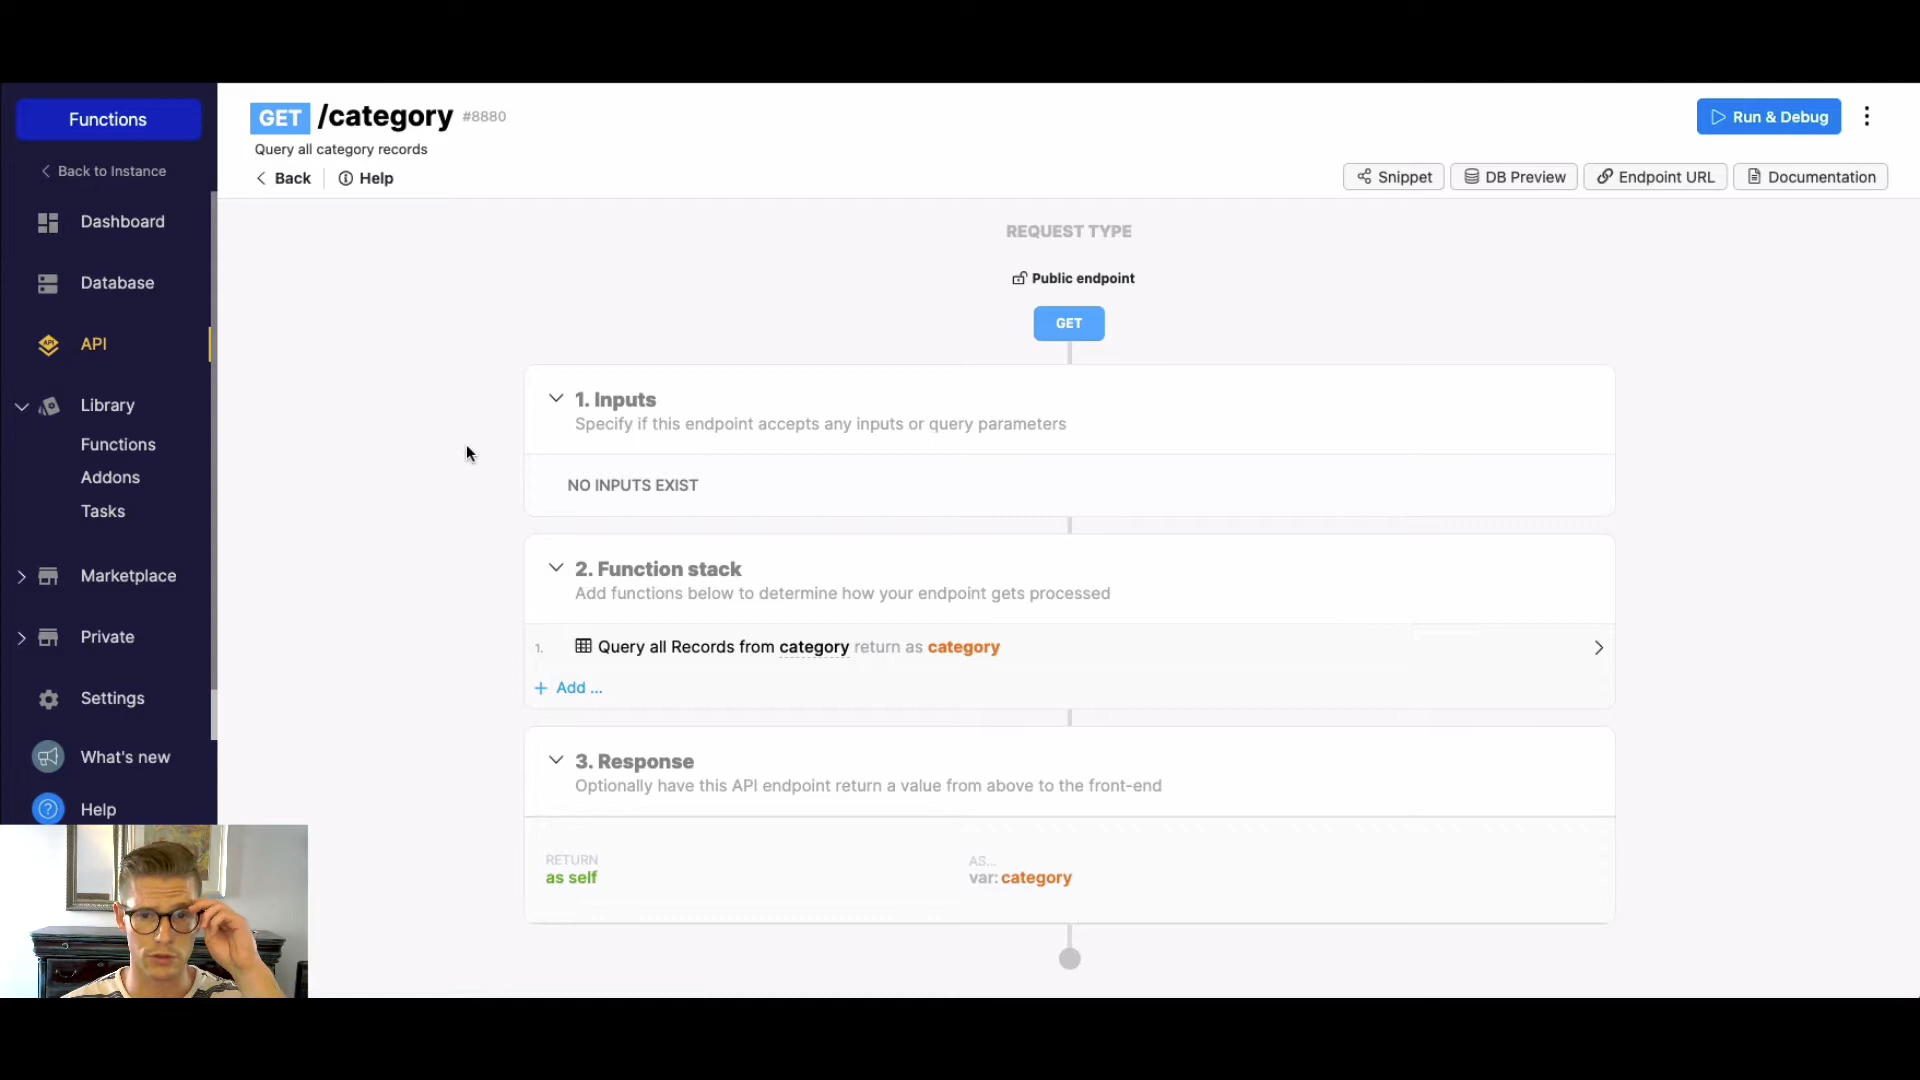 Functions
Back to Instance
Dashboard
Database
API
Library
Functions
Addons
Tasks
Marketplace
Private
Settings
What's new
Help
GET /category #8880
Query all category records
Back
Help
Run & Debug
Snippet
DB Preview
Endpoint URL
Documentation
REQUEST TYPE
Public endpoint
GET
1. Inputs
Specify if this endpoint accepts any inputs or query parameters
NO INPUTS EXIST
2. Function stack
Add functions below to determine how your endpoint gets processed
1. Query all Records from category return as category
+ Add ...
3. Response
Optionally have this API endpoint return a value from above to the front-end
RETURN
as self
AS...
var: category